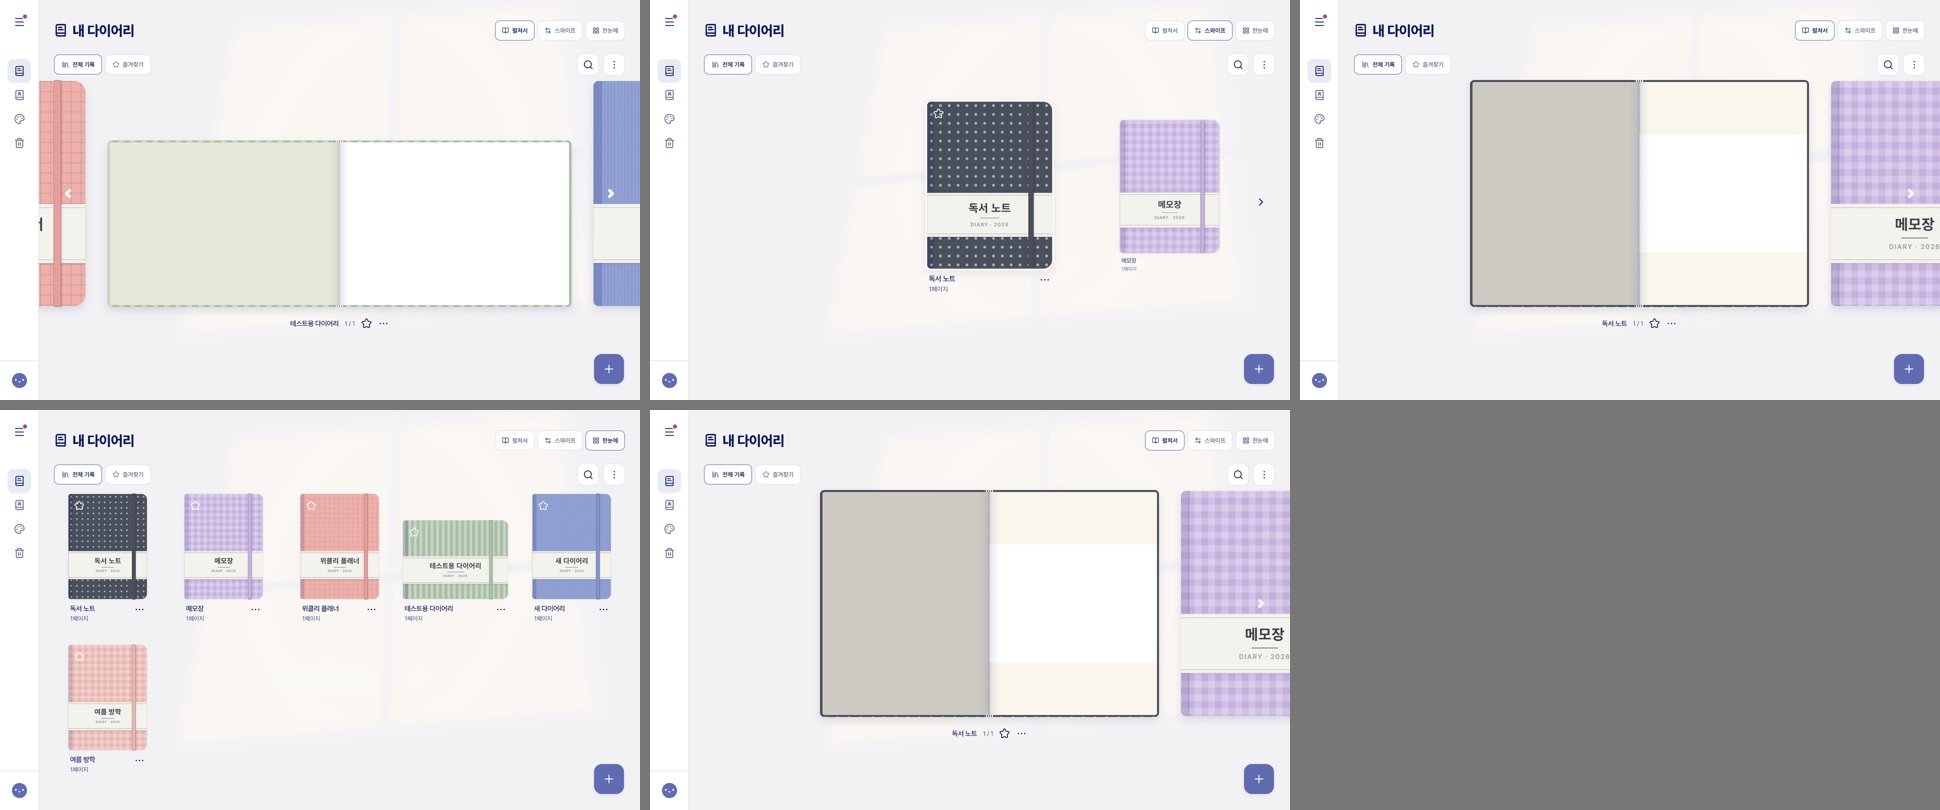 내 다이어리
펼쳐서
스와이프
한눈에
전체 기록
즐겨찾기
테스트용 다이어리 1/1
내 다이어리
펼쳐서
스와이프
한눈에
전체 기록
즐겨찾기
독서 노트
DIARY · 2026
메모장
DIARY · 2026
독서 노트
1페이지
메모장
1페이지
내 다이어리
펼쳐서
스와이프
한눈에
전체 기록
즐겨찾기
메모장
DIARY · 2026
독서 노트 1/1
내 다이어리
펼쳐서
스와이프
한눈에
전체 기록
즐겨찾기
독서 노트
DIARY · 2026
메모장
DIARY · 2026
위클리 플래너
DIARY · 2026
테스트용 다이어리
DIARY · 2026
새 다이어리
DIARY · 2026
독서 노트
1페이지
메모장
1페이지
위클리 플래너
1페이지
테스트용 다이어리
1페이지
새 다이어리
1페이지
여름 방학
DIARY · 2026
여름 방학
1페이지
내 다이어리
펼쳐서
스와이프
한눈에
전체 기록
즐겨찾기
메모장
DIARY · 2026
독서 노트 1/1